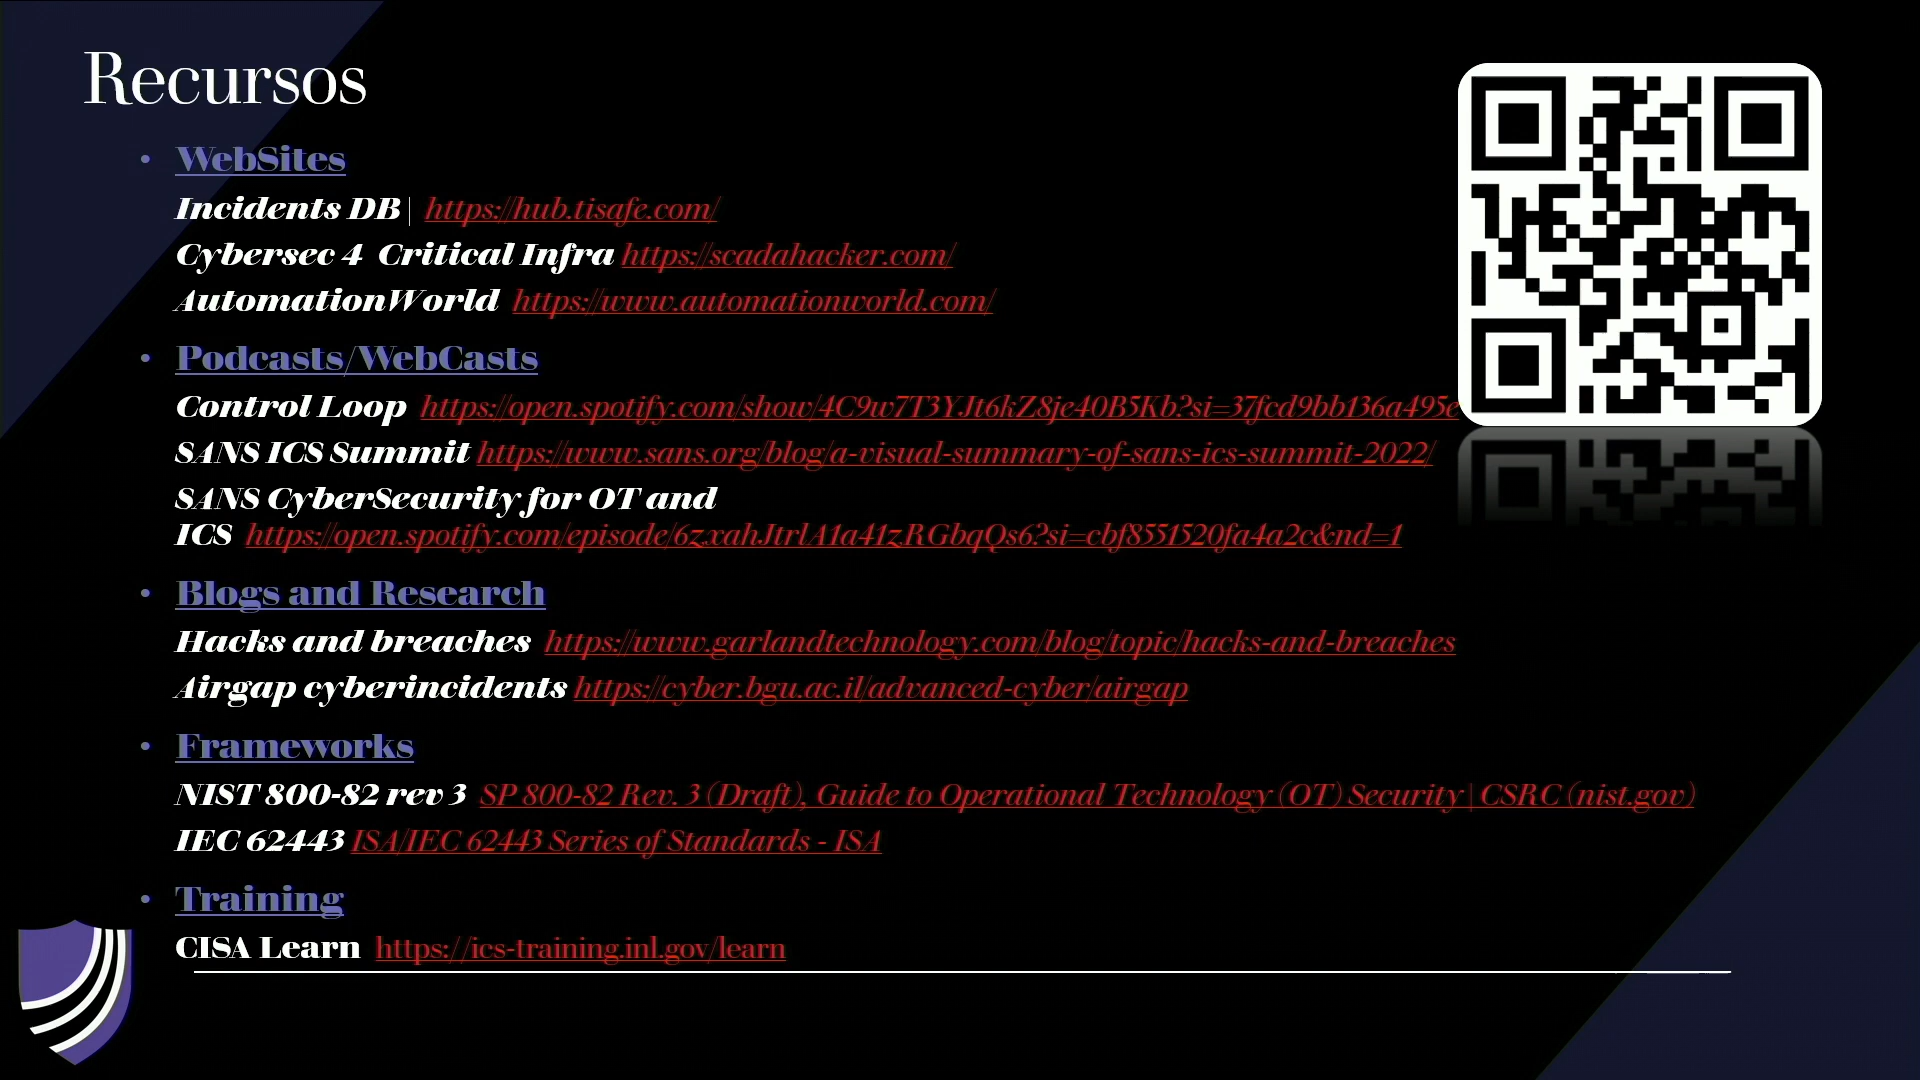 Recursos
• WebSites
Incidents DB | https://hub.tisafe.com/
Cybersec 4 Critical Infra https://scadahacker.com/
AutomationWorld https://www.automationworld.com/
• Podcasts/WebCasts
Control Loop https://open.spotify.com/show/4C9w7T3YJt6kZ8je40B5Kb?si=37fcd9bb136a495e
SANS ICS Summit https://www.sans.org/blog/a-visual-summary-of-sans-ics-summit-2022/
SANS CyberSecurity for OT and
ICS https://open.spotify.com/episode/6zxahJtrlA1a41zRGbqQs6?si=cbf8551520fa4a2c&nd=1
• Blogs and Research
Hacks and breaches https://www.garlandtechnology.com/blog/topic/hacks-and-breaches
Airgap cyberincidents https://cyber.bgu.ac.il/advanced-cyber/airgap
• Frameworks
NIST 800-82 rev 3 SP 800-82 Rev. 3 (Draft), Guide to Operational Technology (OT) Security | CSRC (nist.gov)
IEC 62443 ISA/IEC 62443 Series of Standards - ISA
• Training
CISA Learn https://ics-training.inl.gov/learn